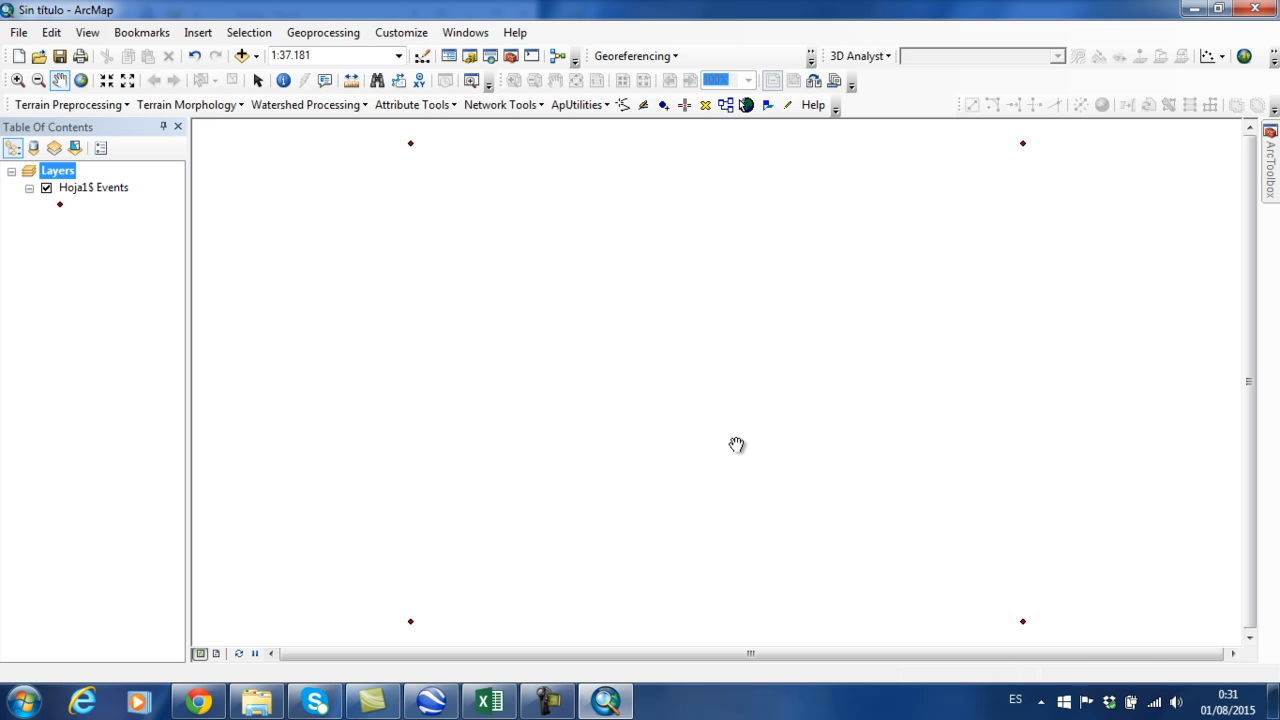 Sin título - ArcMap
File Edit View Bookmarks Insert Selection Geoprocessing Customize Windows Help
1:37.181 Georeferencing 3D Analyst
Terrain Preprocessing Terrain Morphology Watershed Processing Attribute Tools Network Tools ApUtilities Help
Table Of Contents
Layers
Hoja1$ Events
ArcToolbox
ES
0:31
01/08/2015